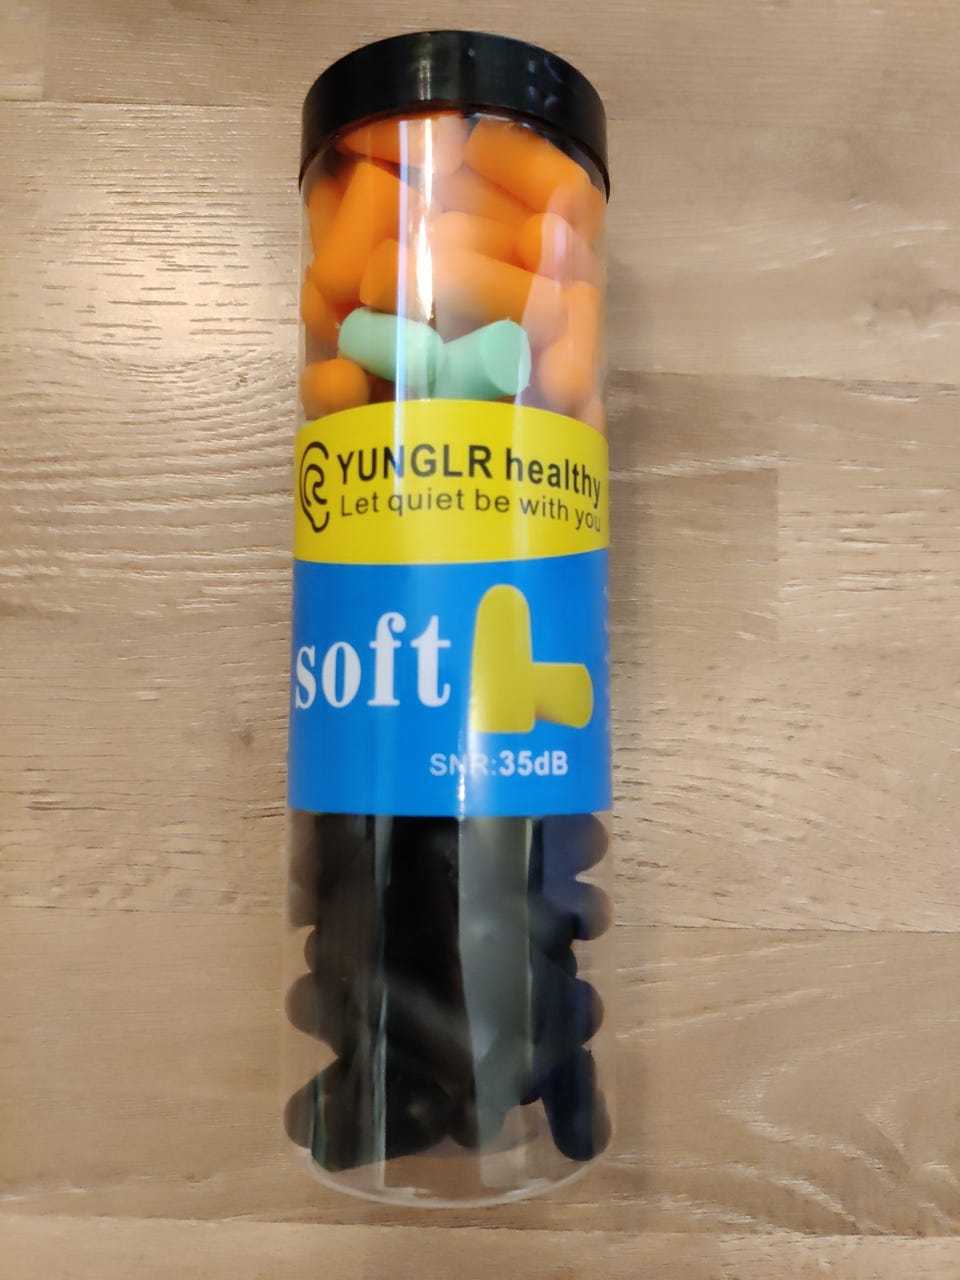 YUNGLR healthy
Let quiet be with you
soft
SNR:35dB